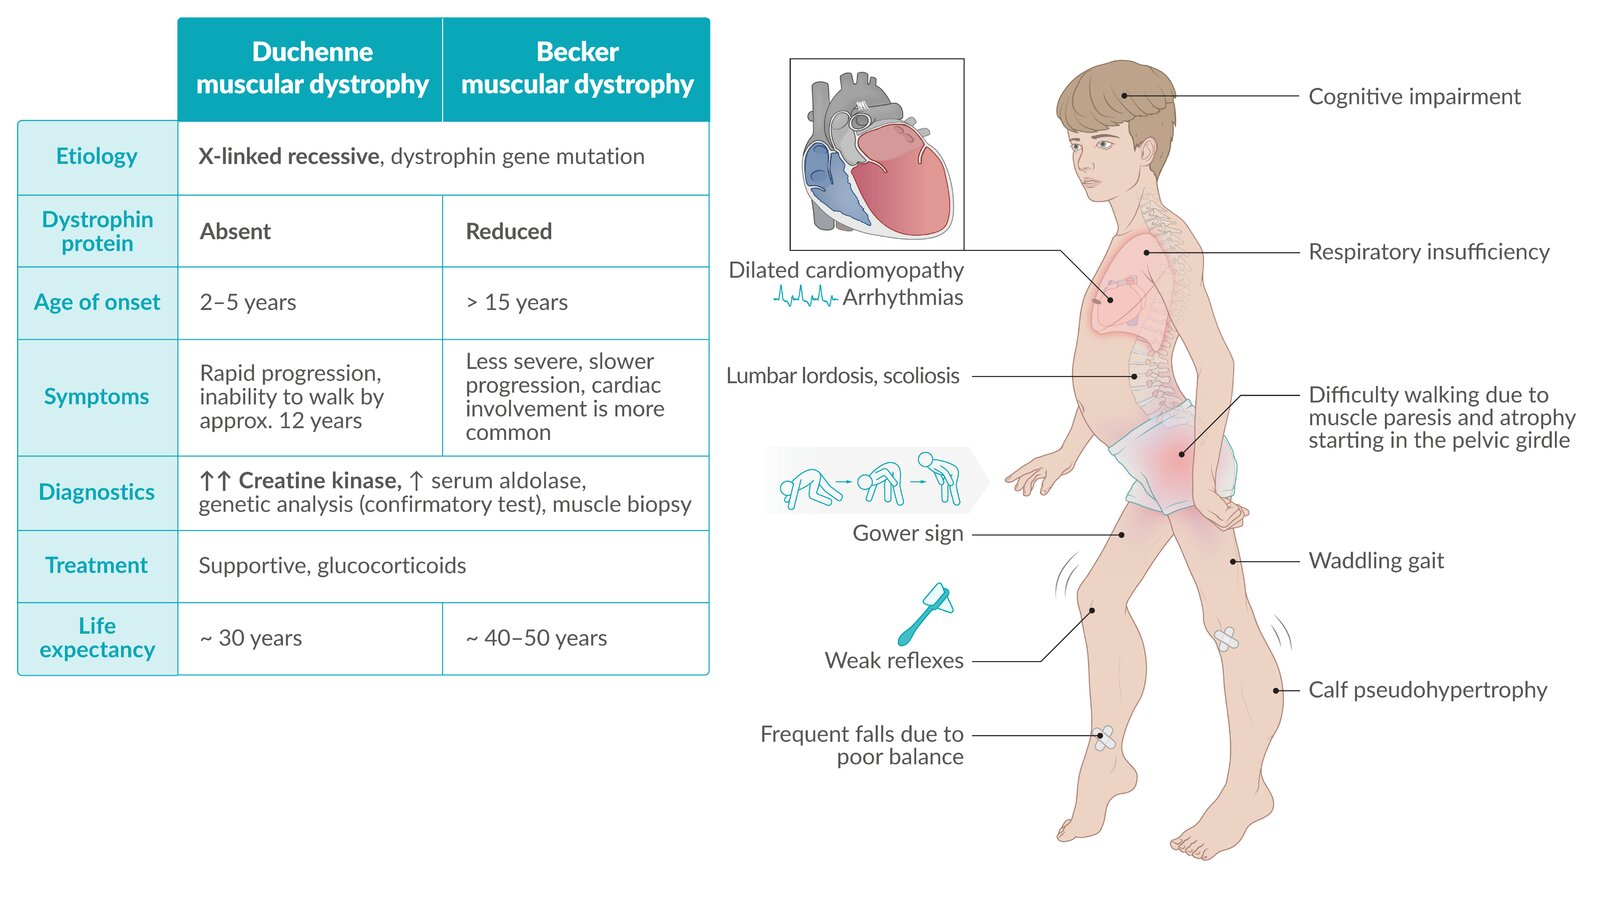 Duchenne
muscular dystrophy
Becker
muscular dystrophy
Etiology
X-linked recessive, dystrophin gene mutation
Dystrophin
protein
Absent
Reduced
Age of onset
2–5 years
> 15 years
Symptoms
Rapid progression,
inability to walk by
approx. 12 years
Less severe, slower
progression, cardiac
involvement is more
common
Diagnostics
↑↑ Creatine kinase, ↑ serum aldolase,
genetic analysis (confirmatory test), muscle biopsy
Treatment
Supportive, glucocorticoids
Life
expectancy
~ 30 years
~ 40–50 years
Dilated cardiomyopathy
Arrhythmias
Lumbar lordosis, scoliosis
Gower sign
Weak reflexes
Frequent falls due to
poor balance
Cognitive impairment
Respiratory insufficiency
Difficulty walking due to
muscle paresis and atrophy
starting in the pelvic girdle
Waddling gait
Calf pseudohypertrophy